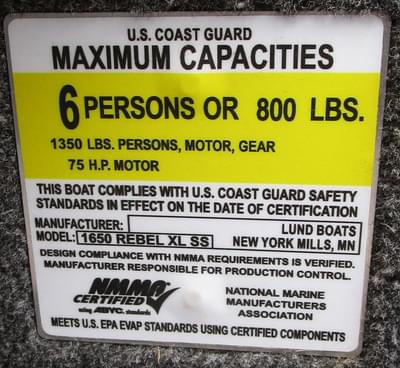 U.S. COAST GUARD
MAXIMUM CAPACITIES
6 PERSONS OR 800 LBS.
1350 LBS. PERSONS, MOTOR, GEAR
75 H.P. MOTOR
THIS BOAT COMPLIES WITH U.S. COAST GUARD SAFETY
STANDARDS IN EFFECT ON THE DATE OF CERTIFICATION
MANUFACTURER: LUND BOATS
MODEL: 1650 REBEL XL SS NEW YORK MILLS, MN
DESIGN COMPLIANCE WITH NMMA REQUIREMENTS IS VERIFIED.
MANUFACTURER RESPONSIBLE FOR PRODUCTION CONTROL.
NMMA
CERTIFIED
using ABYC. standards
NATIONAL MARINE
MANUFACTURERS
ASSOCIATION
MEETS U.S. EPA EVAP STANDARDS USING CERTIFIED COMPONENTS